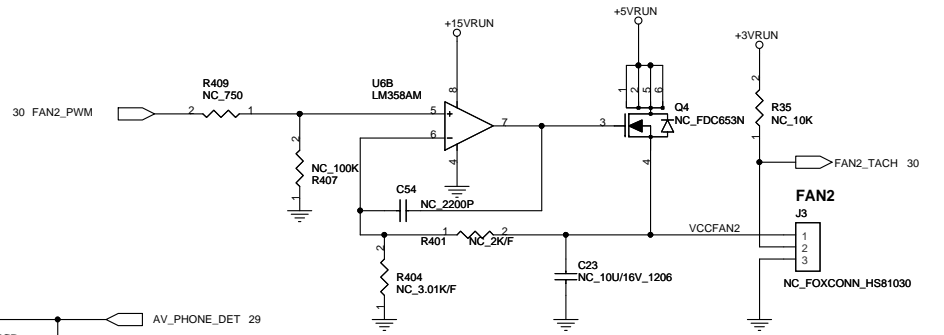 +5VRUN
+15VRUN
+3VRUN
R409
NC_750
U6B
LM358AM
8
1 2 5 6
2
30 FAN2_PWM
2
1
5
+
6
-
7
3
Q4
NC_FDC653N
R35
NC_10K
1
4
4
2
NC_100K
R407
1
FAN2_TACH 30
C54
NC_2200P
FAN2
J3
R401
1
2
NC_2K/F
VCCFAN2
1
2
3
2
R404
NC_3.01K/F
1
C23
NC_10U/16V_1206
NC_FOXCONN_HS81030
AV_PHONE_DET 29